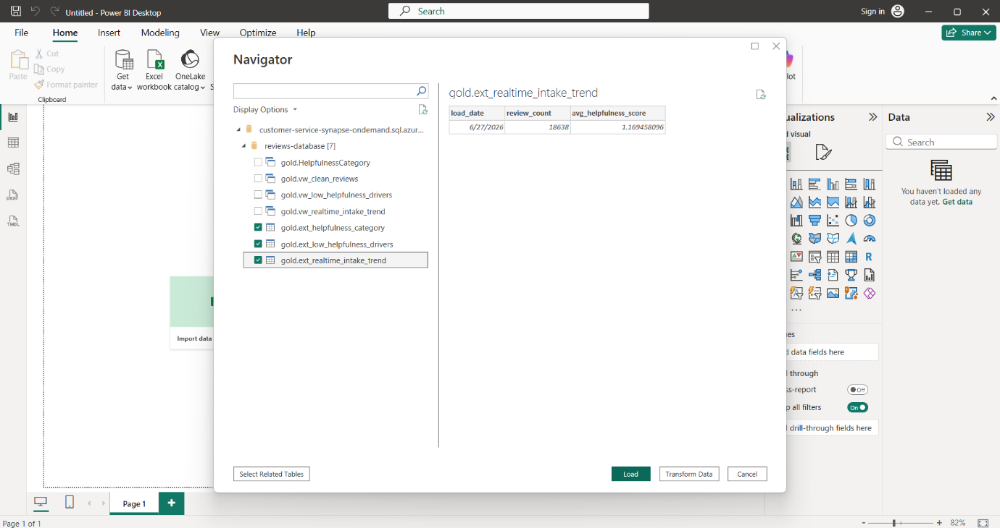 Untitled - Power BI Desktop
Search
Sign in
File
Home
Insert
Modeling
View
Optimize
Help
Share
Paste
Cut
Copy
Format painter
Clipboard
Get
data
Excel
workbook
OneLake
catalog
S
lot
Navigator
Display Options
customer-service-synapse-ondemand.sql.azur...
reviews-database [7]
gold.HelpfulnessCategory
gold.vw_clean_reviews
gold.vw_low_helpfulness_drivers
gold.vw_realtime_intake_trend
gold.ext_helpfulness_category
gold.ext_low_helpfulness_drivers
gold.ext_realtime_intake_trend
gold.ext_realtime_intake_trend
load_date review_count avg_helpfulness_score
6/27/2026 18638 1.169458096
Select Related Tables
Load
Transform Data
Cancel
DAX
TMDL
Import data
ualizations
d visual
R
...
es
d data fields here
l through
ss-report
Off
p all filters
On
l drill-through fields here
Data
Search
You haven't loaded any
data yet. Get data
Page 1
+
Page 1 of 1
- + 82%